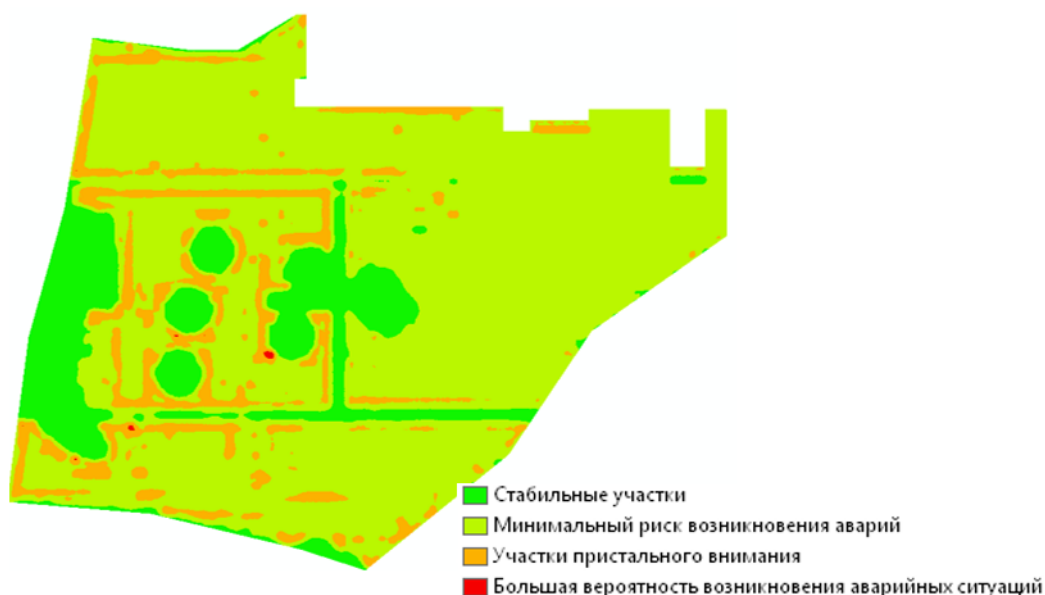 Стабильные участки
Минимальный риск возникновения аварий
Участки пристального внимания
Большая вероятность возникновения аварийных ситуаций